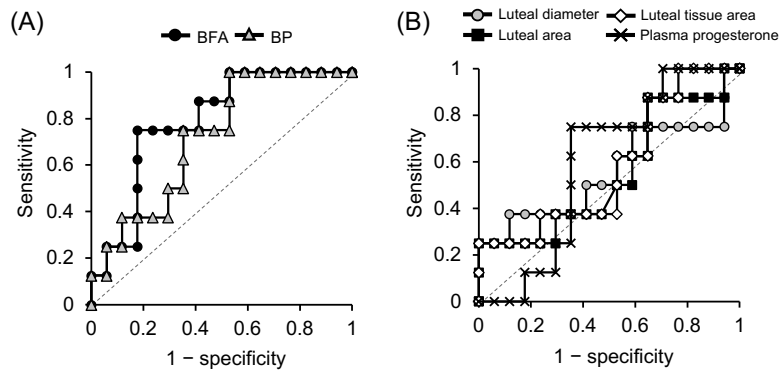 (A)
BFA BP
1
0.8
0.6
0.4
0.2
0
Sensitivity
0 0.2 0.4 0.6 0.8 1
1 − specificity
(B)
Luteal diameter Luteal tissue area
Luteal area Plasma progesterone
1
0.8
0.6
0.4
0.2
0
Sensitivity
0 0.2 0.4 0.6 0.8 1
1 − specificity